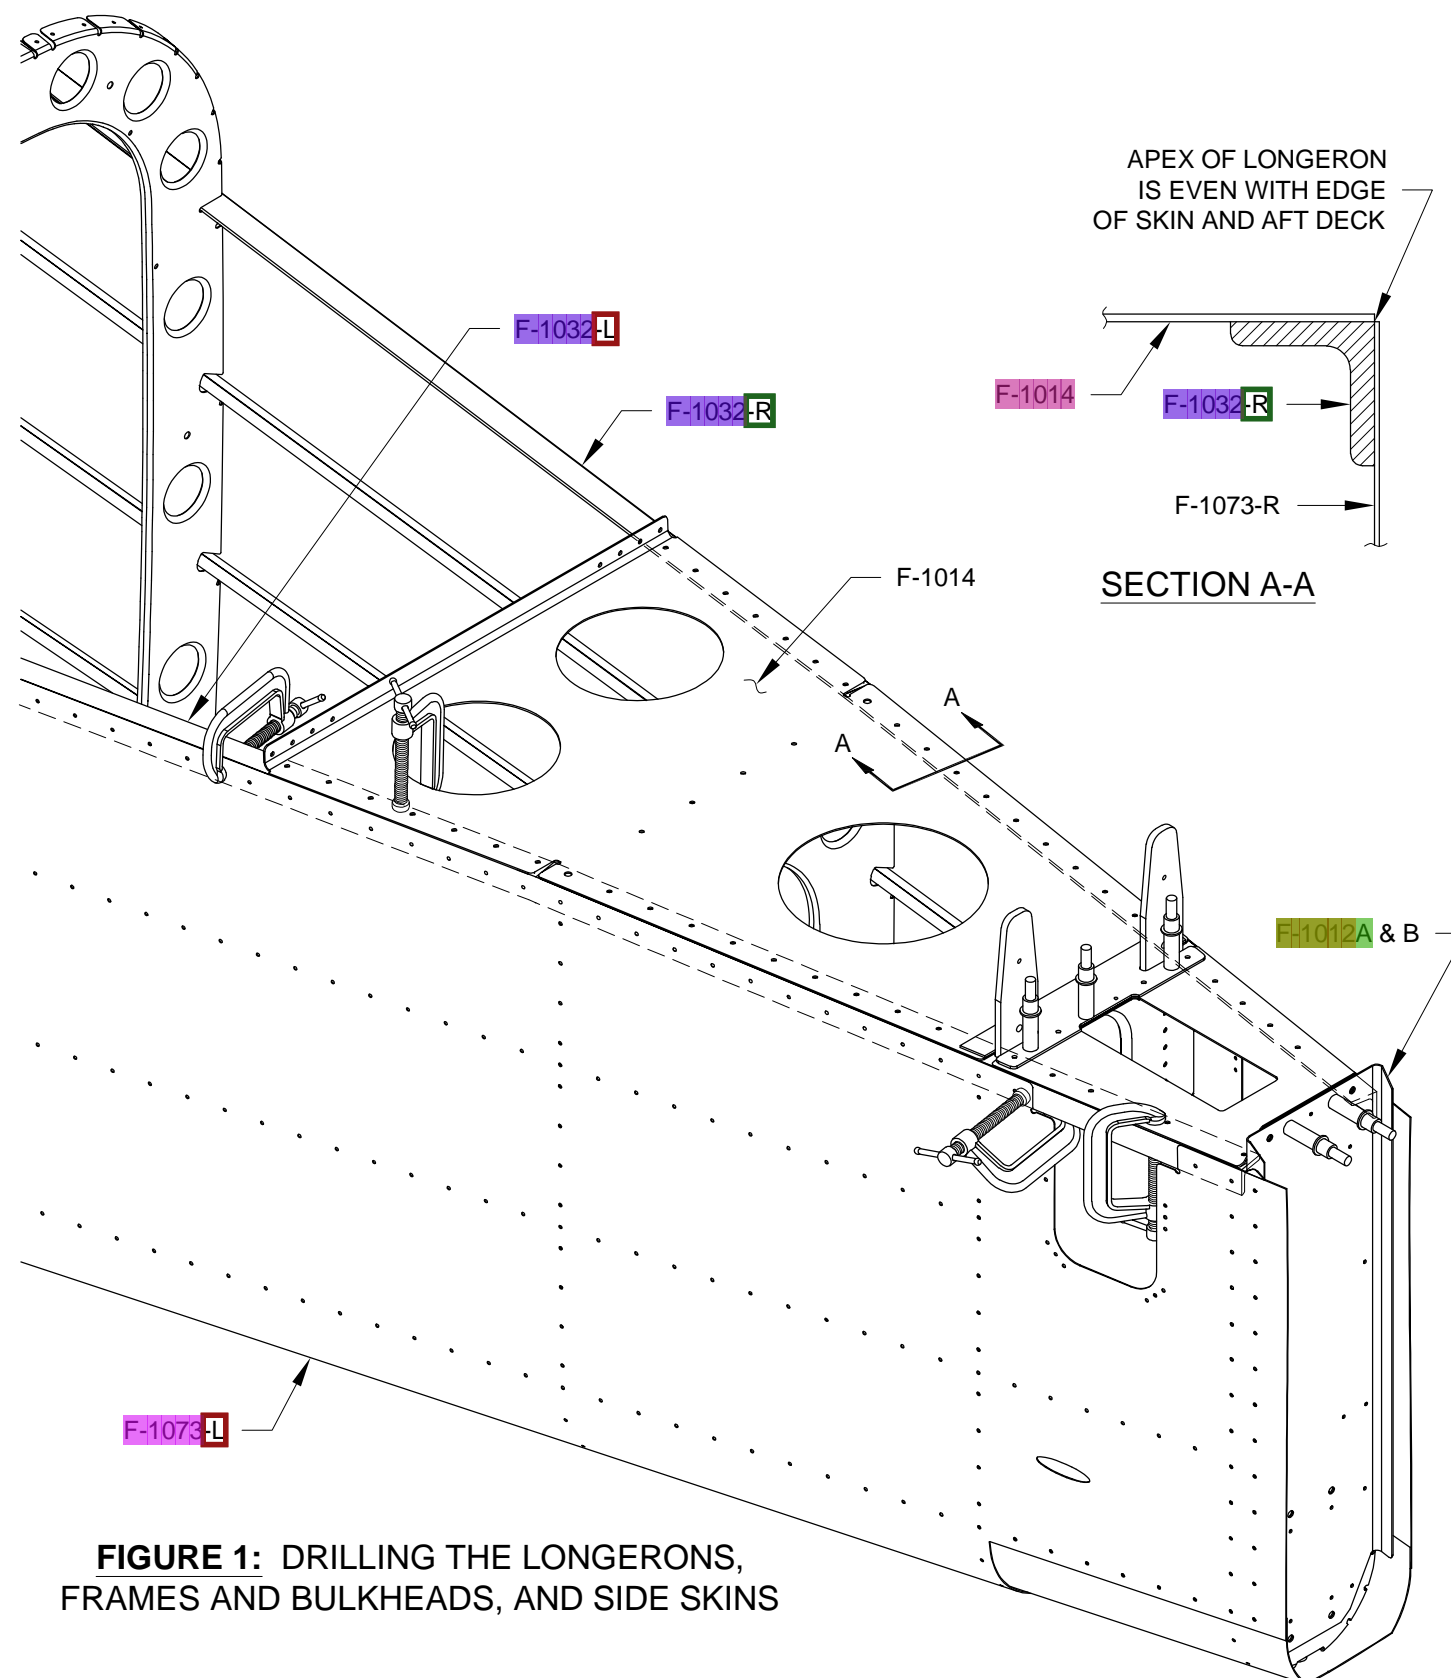 APEX OF LONGERON
IS EVEN WITH EDGE
OF SKIN AND AFT DECK
F-1032-L
F-1032-R
F-1014
F-1032-R
F-1073-R
SECTION A-A
F-1014
A
A
F-1012A & B
F-1073-L
FIGURE 1: DRILLING THE LONGERONS,
FRAMES AND BULKHEADS, AND SIDE SKINS